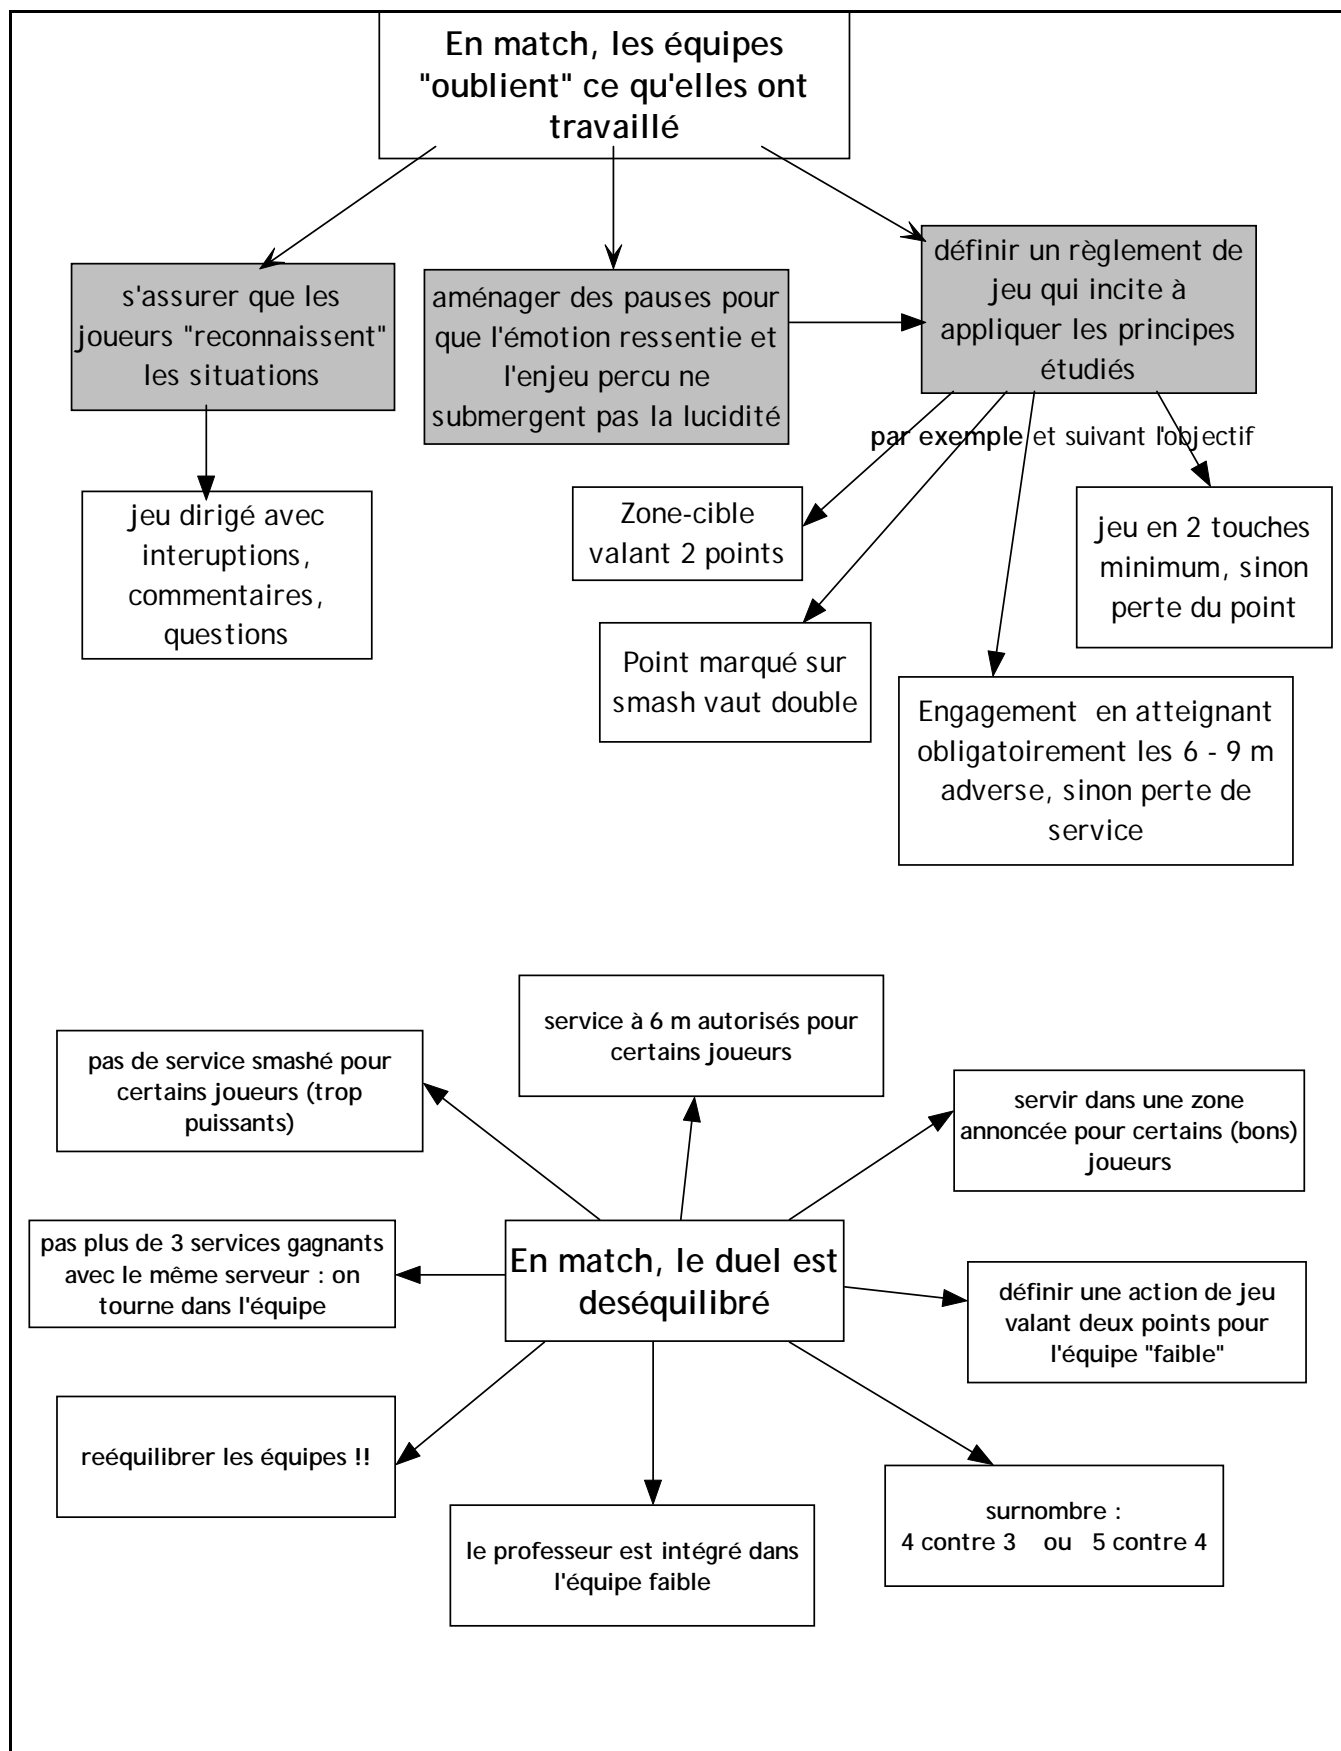 En match, les équipes
"oublient" ce qu'elles ont
travaillé
s'assurer que les
joueurs "reconnaissent"
les situations
aménager des pauses pour
que l'émotion ressentie et
l'enjeu percu ne
submergent pas la lucidité
définir un règlement de
jeu qui incite à
appliquer les principes
étudiés
par exemple et suivant l'objectif
jeu dirigé avec
interuptions,
commentaires,
questions
Zone-cible
valant 2 points
jeu en 2 touches
minimum, sinon
perte du point
Point marqué sur
smash vaut double
Engagement en atteignant
obligatoirement les 6 - 9 m
adverse, sinon perte de
service
service à 6 m autorisés pour
certains joueurs
pas de service smashé pour
certains joueurs (trop
puissants)
servir dans une zone
annoncée pour certains (bons)
joueurs
pas plus de 3 services gagnants
avec le même serveur : on
tourne dans l'équipe
En match, le duel est
deséquilibré
définir une action de jeu
valant deux points pour
l'équipe "faible"
reéquilibrer les équipes !!
surnombre :
4 contre 3 ou 5 contre 4
le professeur est intégré dans
l'équipe faible